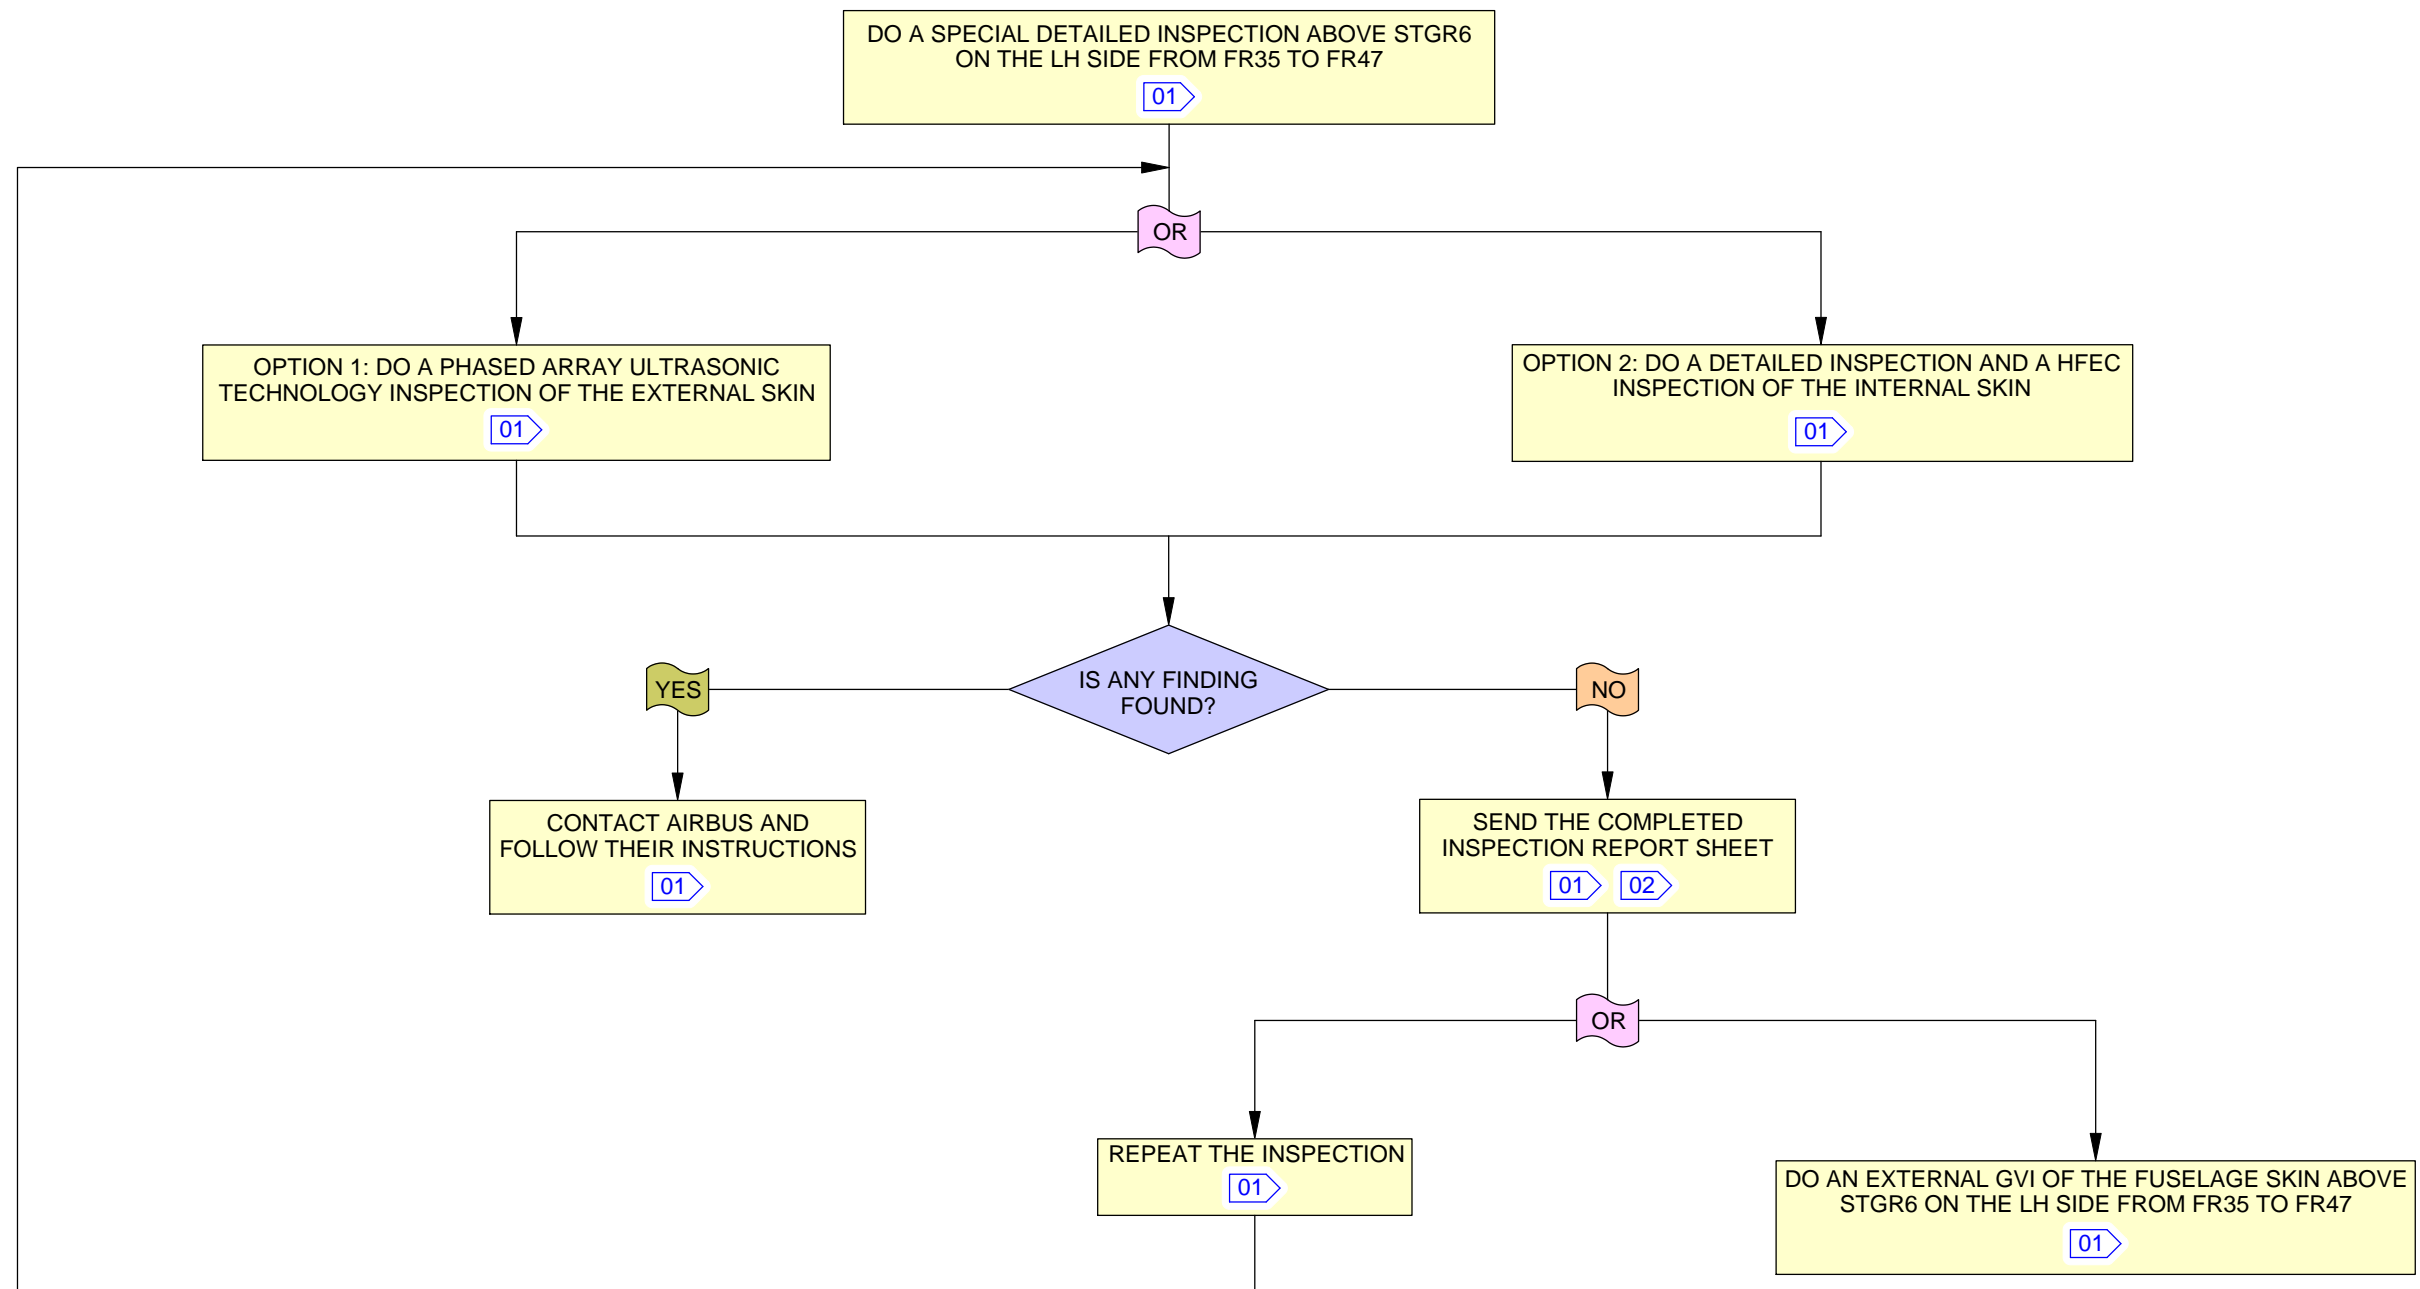 DO A SPECIAL DETAILED INSPECTION ABOVE STGR6
ON THE LH SIDE FROM FR35 TO FR47
01
OR
OPTION 1: DO A PHASED ARRAY ULTRASONIC
TECHNOLOGY INSPECTION OF THE EXTERNAL SKIN
01
OPTION 2: DO A DETAILED INSPECTION AND A HFEC
INSPECTION OF THE INTERNAL SKIN
01
IS ANY FINDING
FOUND?
YES
NO
CONTACT AIRBUS AND
FOLLOW THEIR INSTRUCTIONS
01
SEND THE COMPLETED
INSPECTION REPORT SHEET
01 02
OR
REPEAT THE INSPECTION
01
DO AN EXTERNAL GVI OF THE FUSELAGE SKIN ABOVE
STGR6 ON THE LH SIDE FROM FR35 TO FR47
01